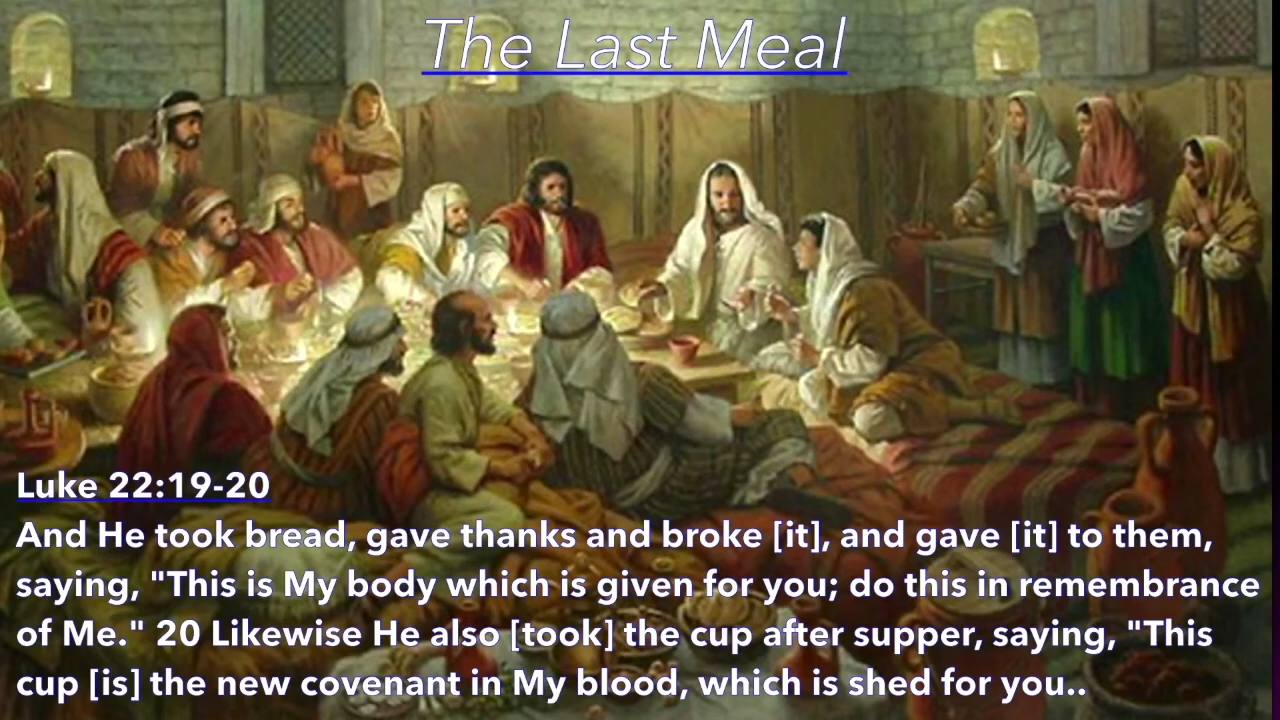 The Last Meal
Luke 22:19-20
And He took bread, gave thanks and broke [it], and gave [it] to them,
saying, "This is My body which is given for you; do this in remembrance
of Me." 20 Likewise He also [took] the cup after supper, saying, "This
cup [is] the new covenant in My blood, which is shed for you..